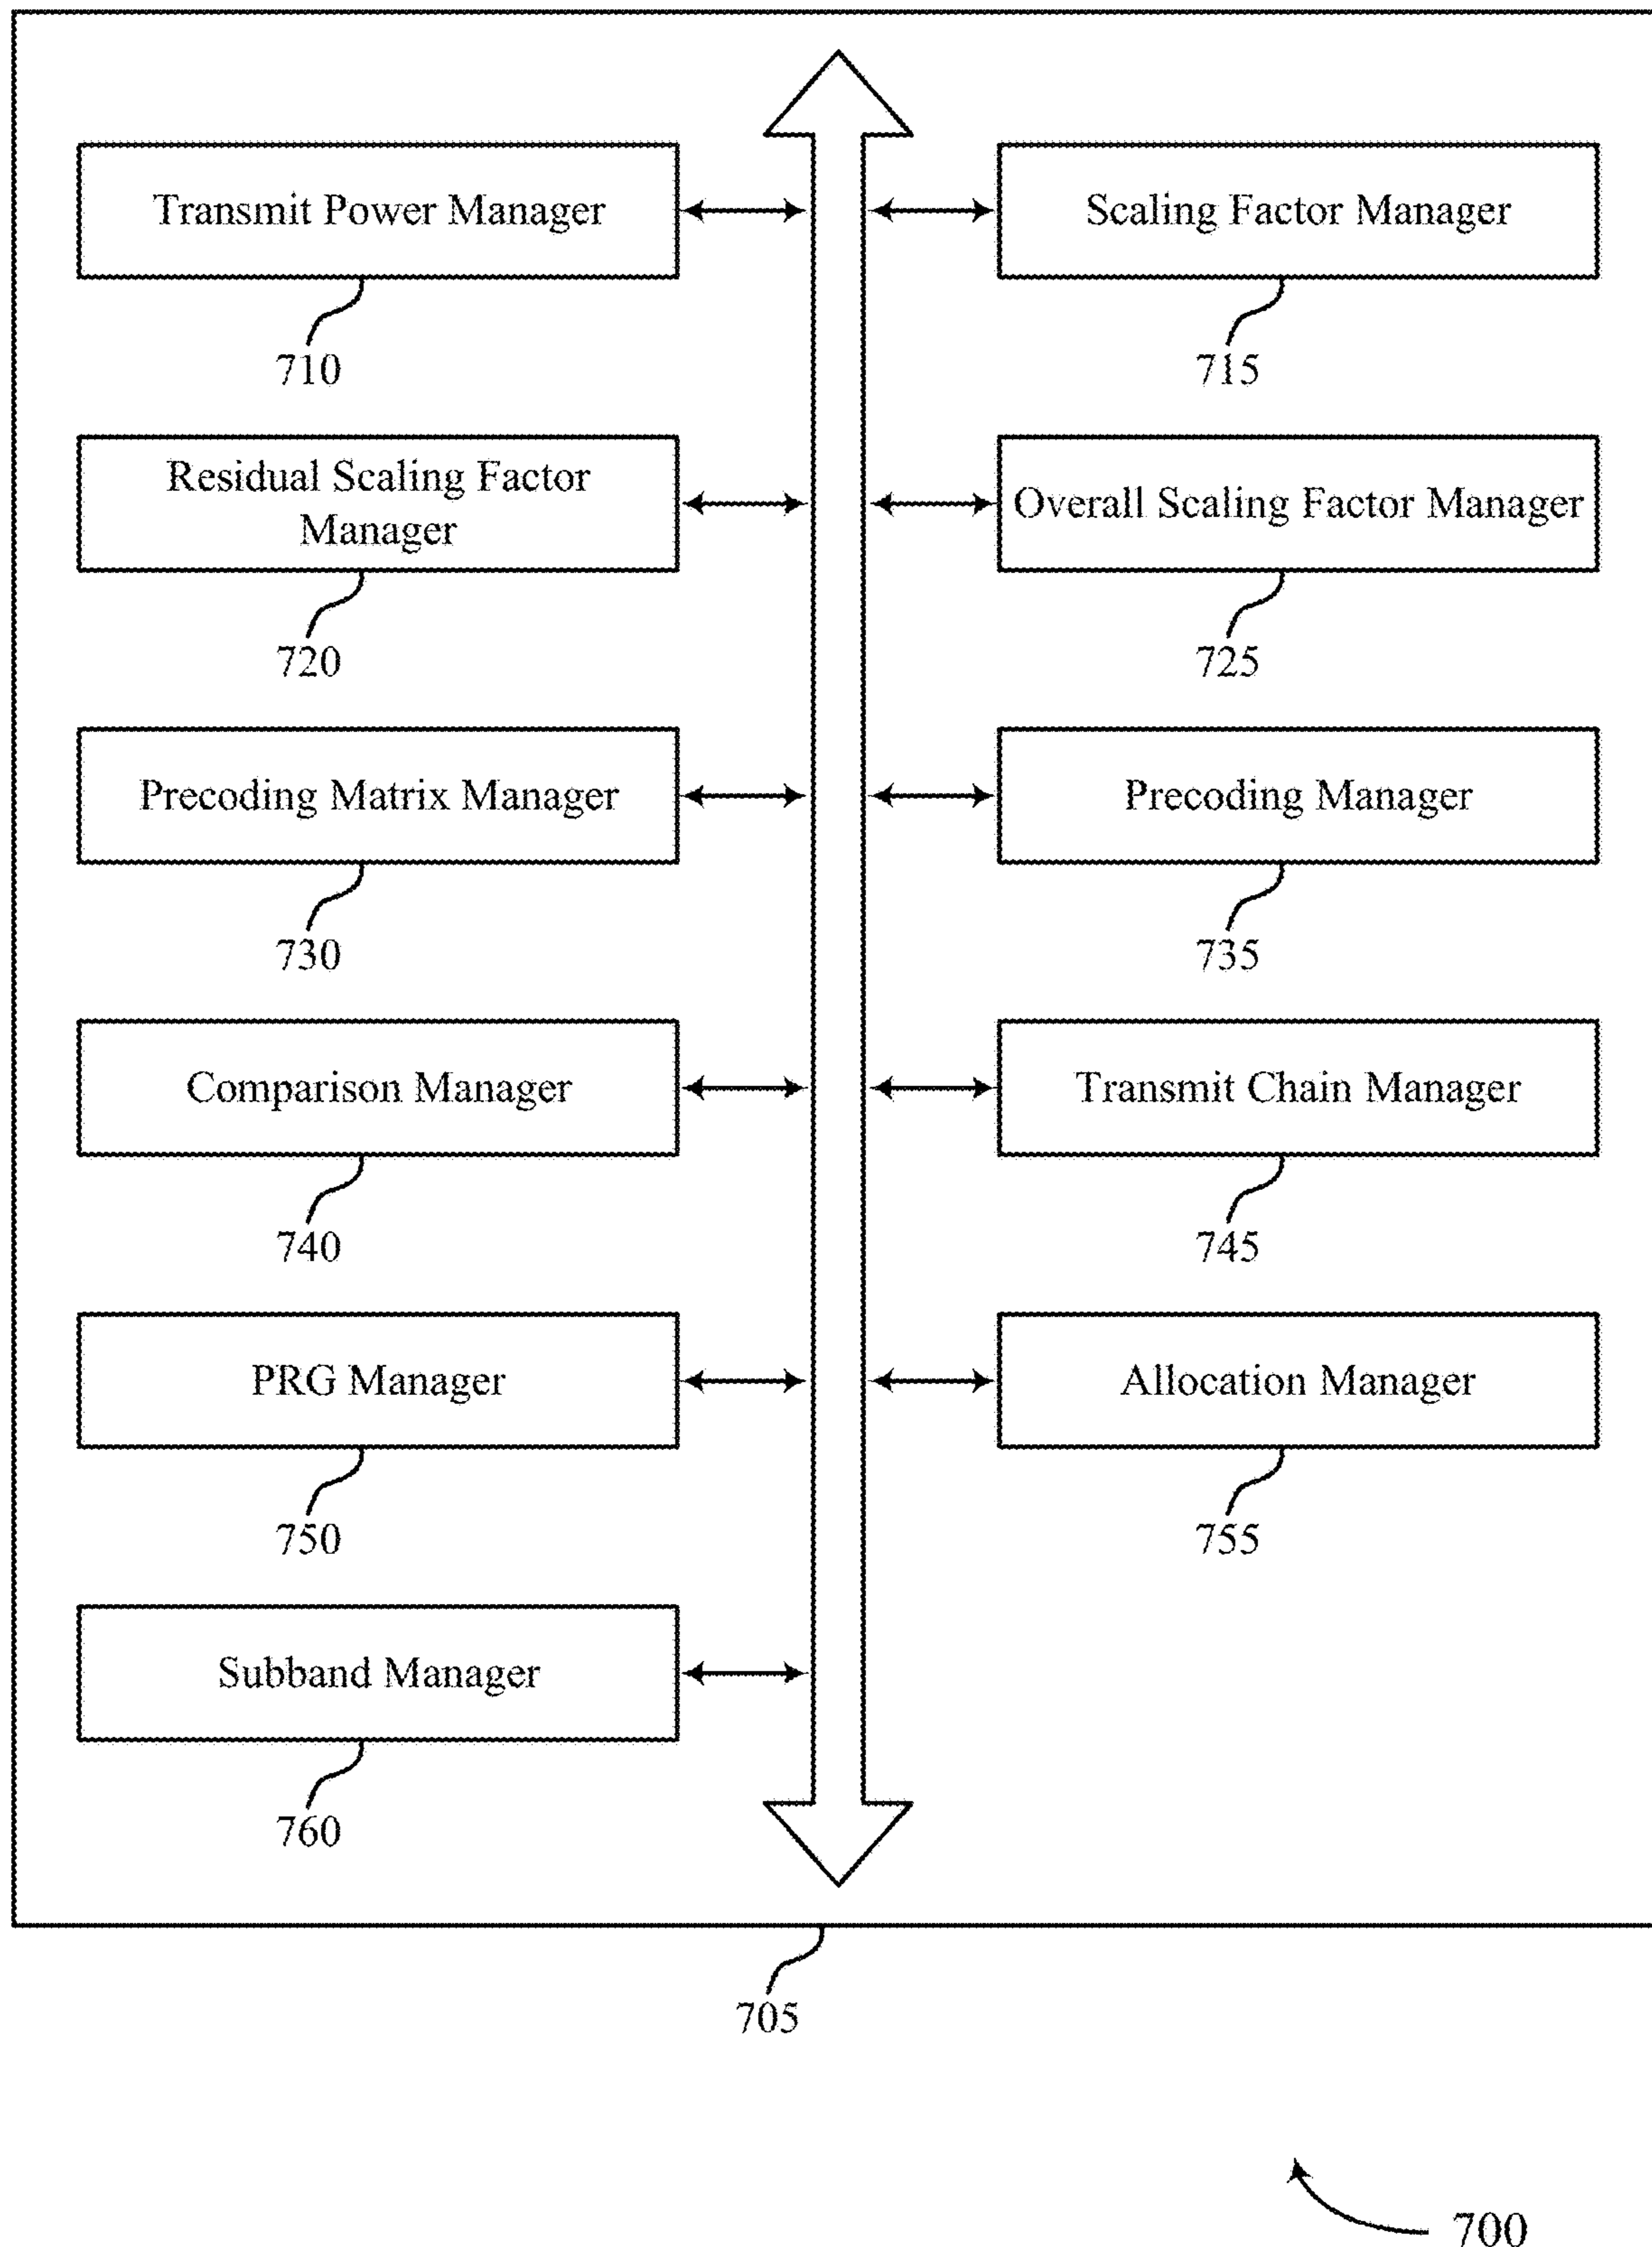 Transmit Power Manager
Scaling Factor Manager
710
715
Residual Scaling Factor
Manager
Overall Scaling Factor Manager
720
725
Precoding Matrix Manager
Precoding Manager
730
735
Comparison Manager
Transmit Chain Manager
740
745
PRG Manager
Allocation Manager
750
755
Subband Manager
760
705
700